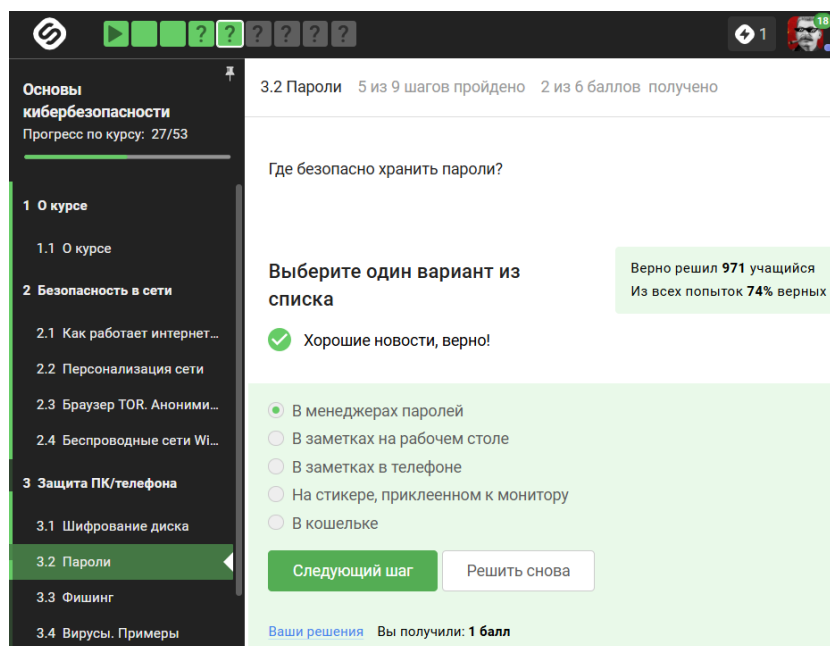 ? ? ? ? ? ?
1
18
Основы
кибербезопасности
Прогресс по курсу: 27/53
1 О курсе
1.1 О курсе
2 Безопасность в сети
2.1 Как работает интернет...
2.2 Персонализация сети
2.3 Браузер TOR. Аноними...
2.4 Беспроводные сети Wi...
3 Защита ПК/телефона
3.1 Шифрование диска
3.2 Пароли
3.3 Фишинг
3.4 Вирусы. Примеры
3.2 Пароли 5 из 9 шагов пройдено 2 из 6 баллов получено
Где безопасно хранить пароли?
Выберите один вариант из
списка
Верно решил 971 учащийся
Из всех попыток 74% верных
Хорошие новости, верно!
В менеджерах паролей
В заметках на рабочем столе
В заметках в телефоне
На стикере, приклеенном к монитору
В кошельке
Следующий шаг
Решить снова
Ваши решения Вы получили: 1 балл